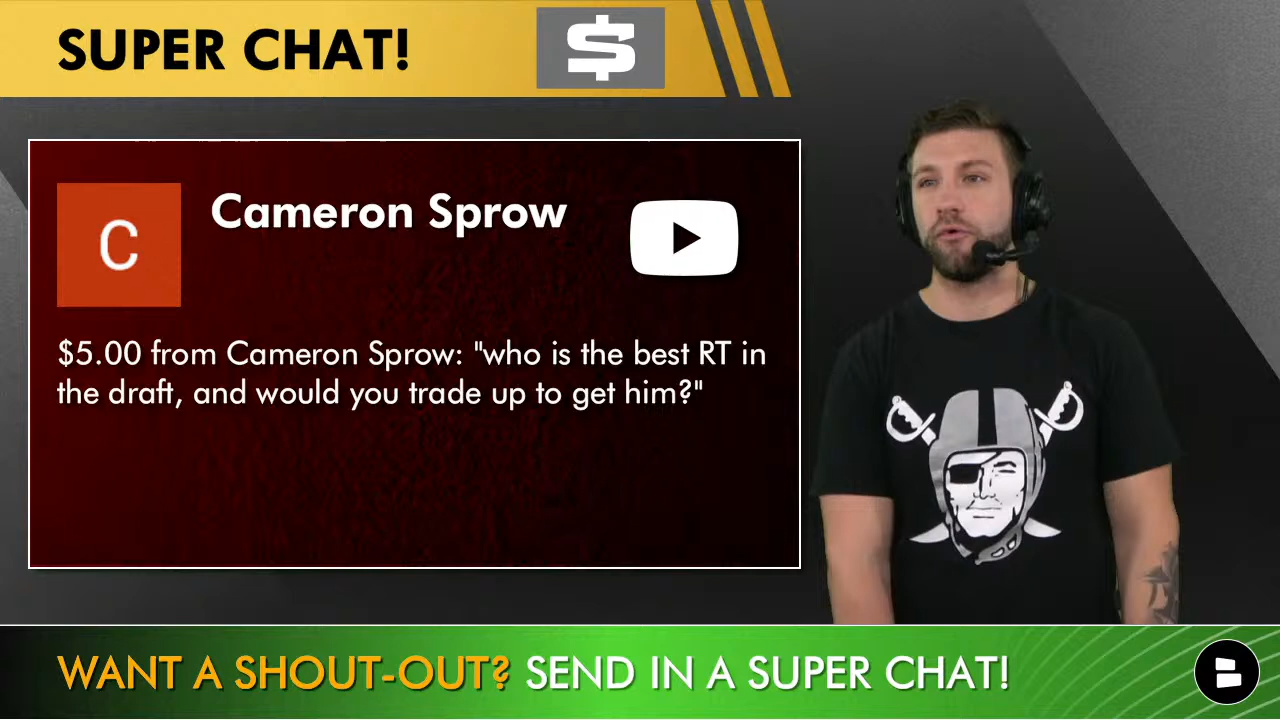 SUPER CHAT!
C
Cameron Sprow
$5.00 from Cameron Sprow: "who is the best RT in
the draft, and would you trade up to get him?"
WANT A SHOUT-OUT? SEND IN A SUPER CHAT!